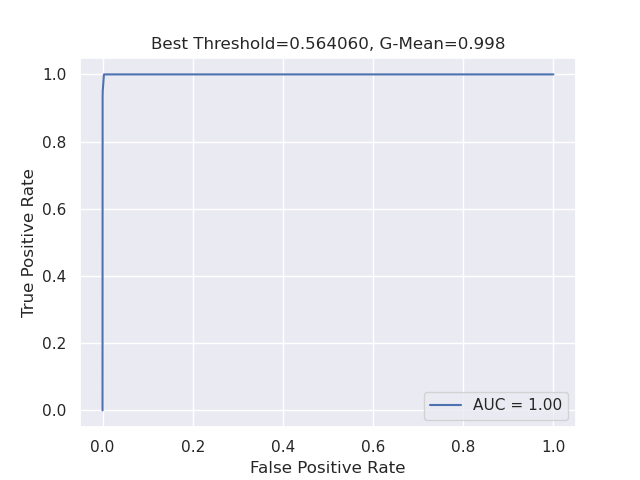 Best Threshold=0.564060, G-Mean=0.998
1.0
0.8
0.6
0.4
0.2
0.0
True Positive Rate
AUC = 1.00
0.0 0.2 0.4 0.6 0.8 1.0
False Positive Rate